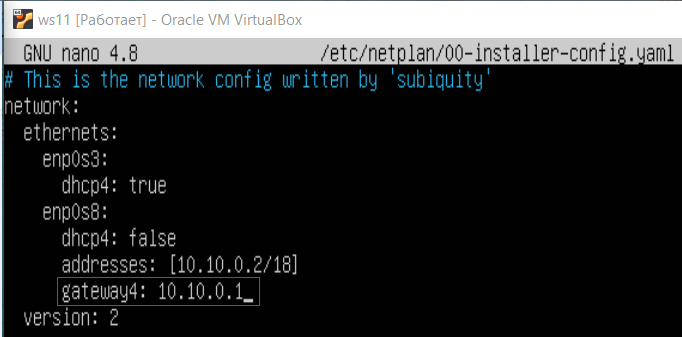 ws11 [Работает] - Oracle VM VirtualBox
GNU nano 4.8 /etc/netplan/00-installer-config.yaml
# This is the network config written by 'subiquity'
network:
  ethernets:
    enp0s3:
      dhcp4: true
    enp0s8:
      dhcp4: false
      addresses: [10.10.0.2/18]
      gateway4: 10.10.0.1_
  version: 2